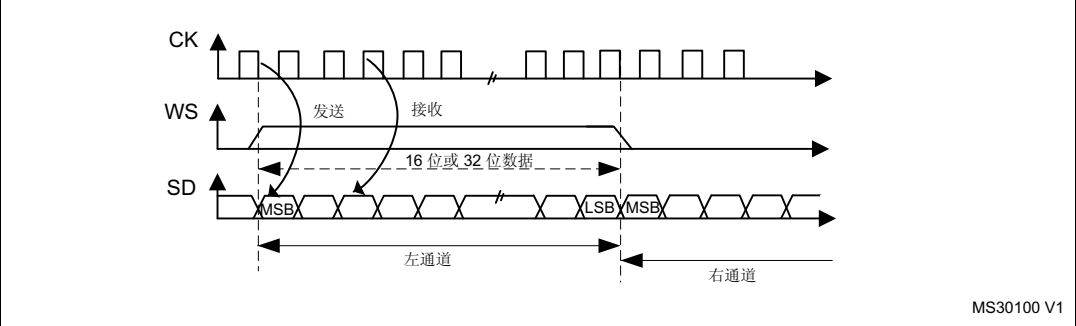 CK
WS
发送
接收
16 位或 32 位数据
SD
MSB
LSB
MSB
左通道
右通道
MS30100 V1